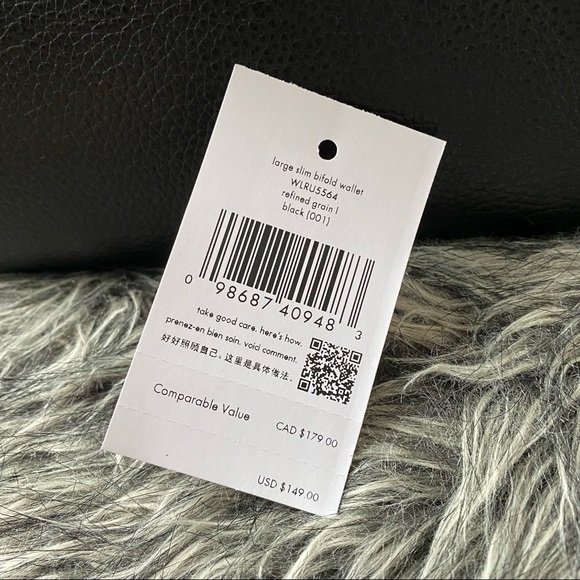 large slim bifold wallet
WLRU5564
refined grain l
black (001)
0 98687 40948 3
take good care. here's how.
prenez-en bien soin. voici comment.
好好照顾自己。这里是具体做法。
Comparable Value
CAD $179.00
USD $149.00